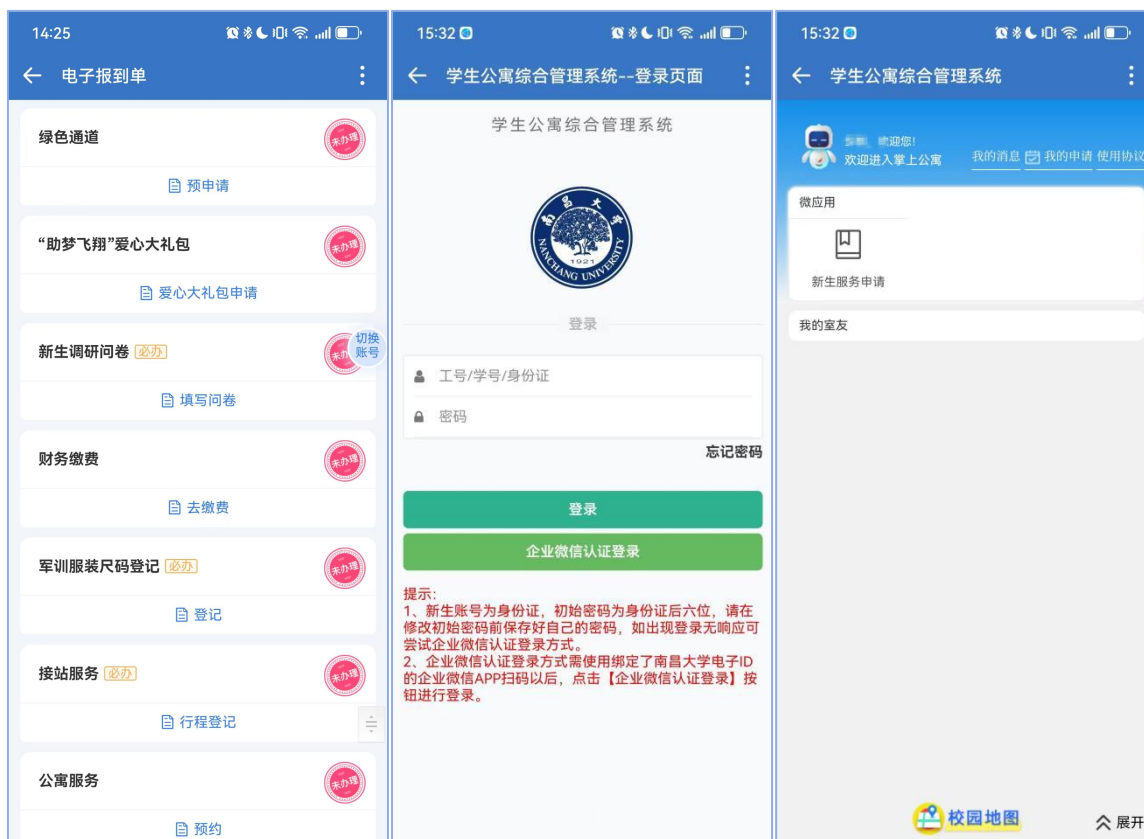 14:25
电子报到单
绿色通道
未办理
预申请
“助梦飞翔”爱心大礼包
未办理
爱心大礼包申请
新生调研问卷 必办
未办
切换
账号
填写问卷
财务缴费
未办理
去缴费
军训服装尺码登记 必办
未办理
登记
接站服务 必办
未办理
行程登记
公寓服务
未办理
预约
15:32
学生公寓综合管理系统--登录页面
学生公寓综合管理系统
南昌大学
1921
NANCHANG UNIVERSITY
登录
工号/学号/身份证
密码
忘记密码
登录
企业微信认证登录
提示:
1、新生账号为身份证，初始密码为身份证后六位，请在
修改初始密码前保存好自己的密码，如出现登录无响应可
尝试企业微信认证登录方式。
2、企业微信认证登录方式需使用绑定了南昌大学电子ID
的企业微信APP扫码以后，点击【企业微信认证登录】按
钮进行登录。
15:32
学生公寓综合管理系统
欢迎您!
欢迎进入掌上公寓
我的消息 我的申请 使用协议
微应用
新生服务申请
我的室友
校园地图
展开